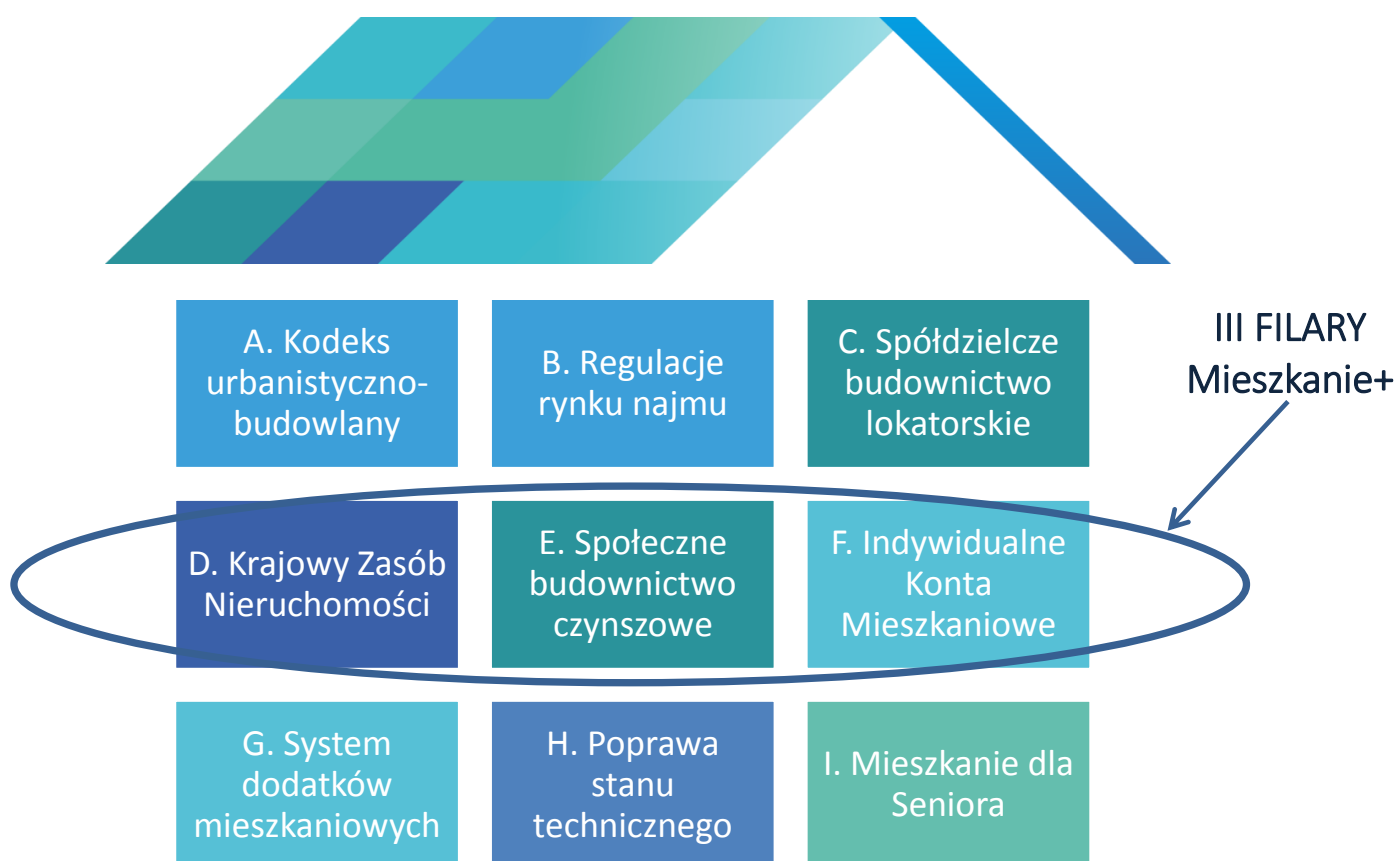 A. Kodeks
urbanistyczno-
budowlany
B. Regulacje
rynku najmu
C. Spółdzielcze
budownictwo
lokatorskie
III FILARY
Mieszkanie+
D. Krajowy Zasób
Nieruchomości
E. Społeczne
budownictwo
czynszowe
F. Indywidualne
Konta
Mieszkaniowe
G. System
dodatków
mieszkaniowych
H. Poprawa
stanu
technicznego
I. Mieszkanie dla
Seniora